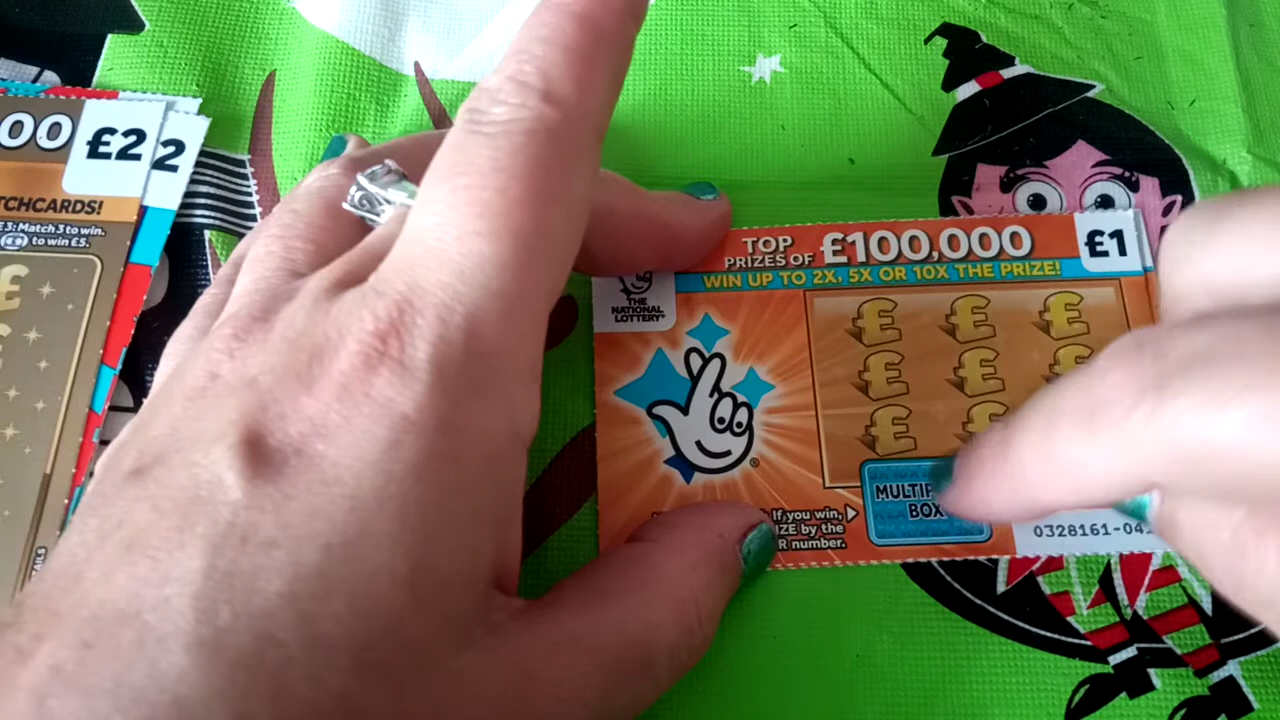 00 £2
2
TCHCARDS!
E3: Match 3 to win.
to win £5.
TOP
PRIZES OF £100,000 £1
WIN UP TO 2X, 5X OR 10X THE PRIZE!
THE
NATIONAL
LOTTERY®
£ £ £
£ £ £
£ £
If you win,
IZE by the
R number.
MULTIP
BOX
0328161-04